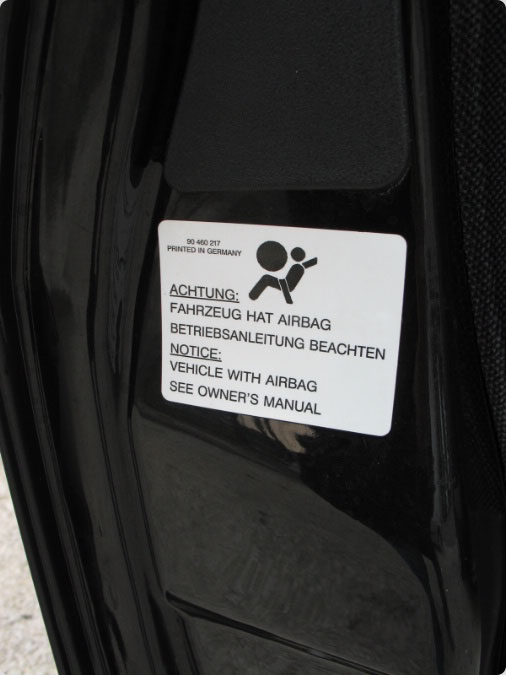 90 460 217
PRINTED IN GERMANY
ACHTUNG:
FAHRZEUG HAT AIRBAG
BETRIEBSANLEITUNG BEACHTEN
NOTICE:
VEHICLE WITH AIRBAG
SEE OWNER'S MANUAL